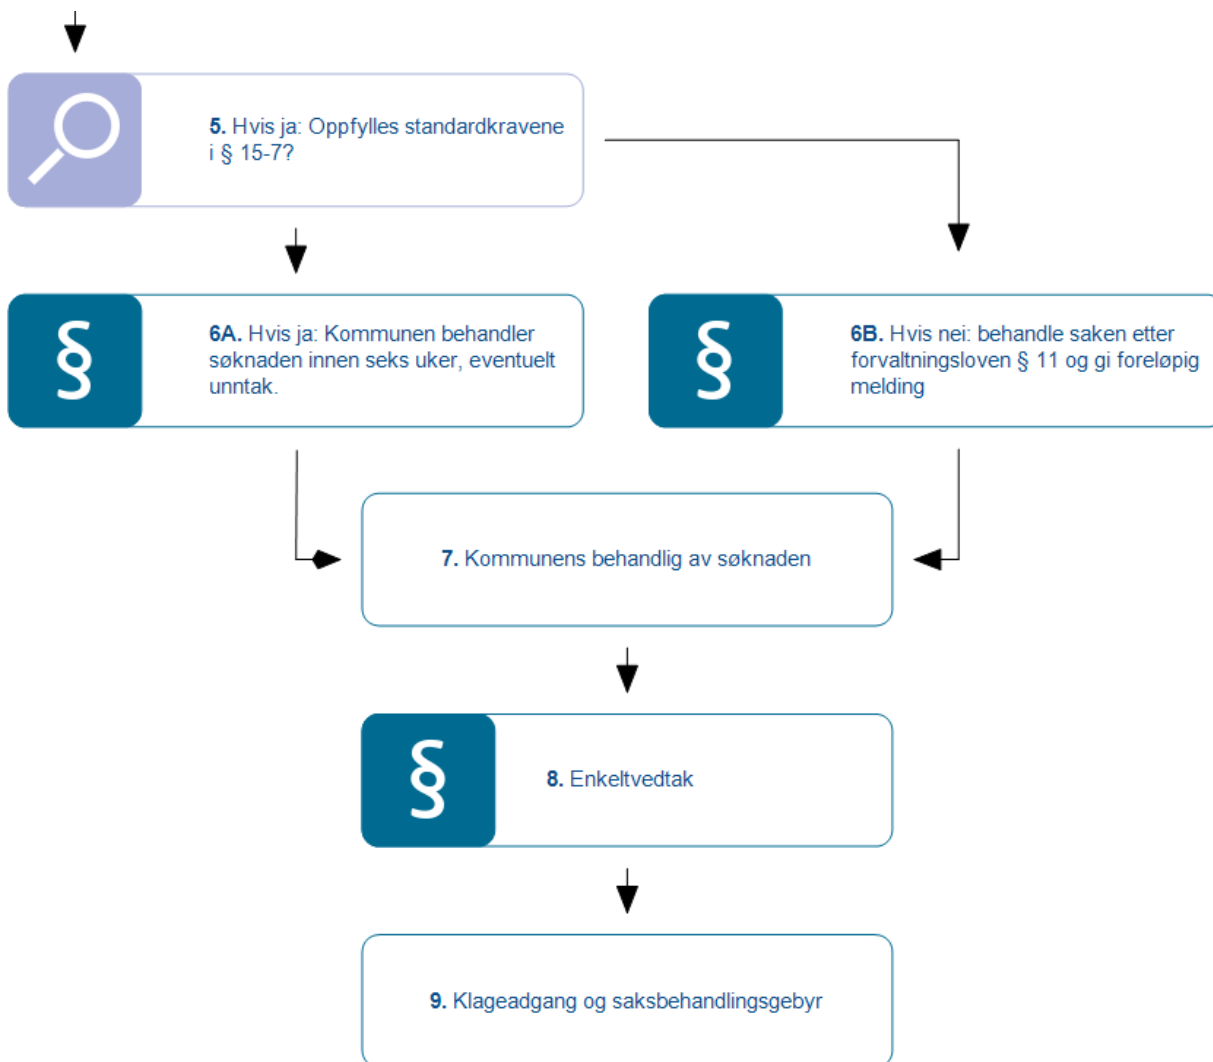 5. Hvis ja: Oppfylles standardkravene
i § 15-7?
§
6A. Hvis ja: Kommunen behandler
søknaden innen seks uker, eventuelt
unntak.
§
6B. Hvis nei: behandle saken etter
forvaltningsloven § 11 og gi foreløpig
melding
7. Kommunens behandlig av søknaden
§
8. Enkeltvedtak
9. Klageadgang og saksbehandlingsgebyr